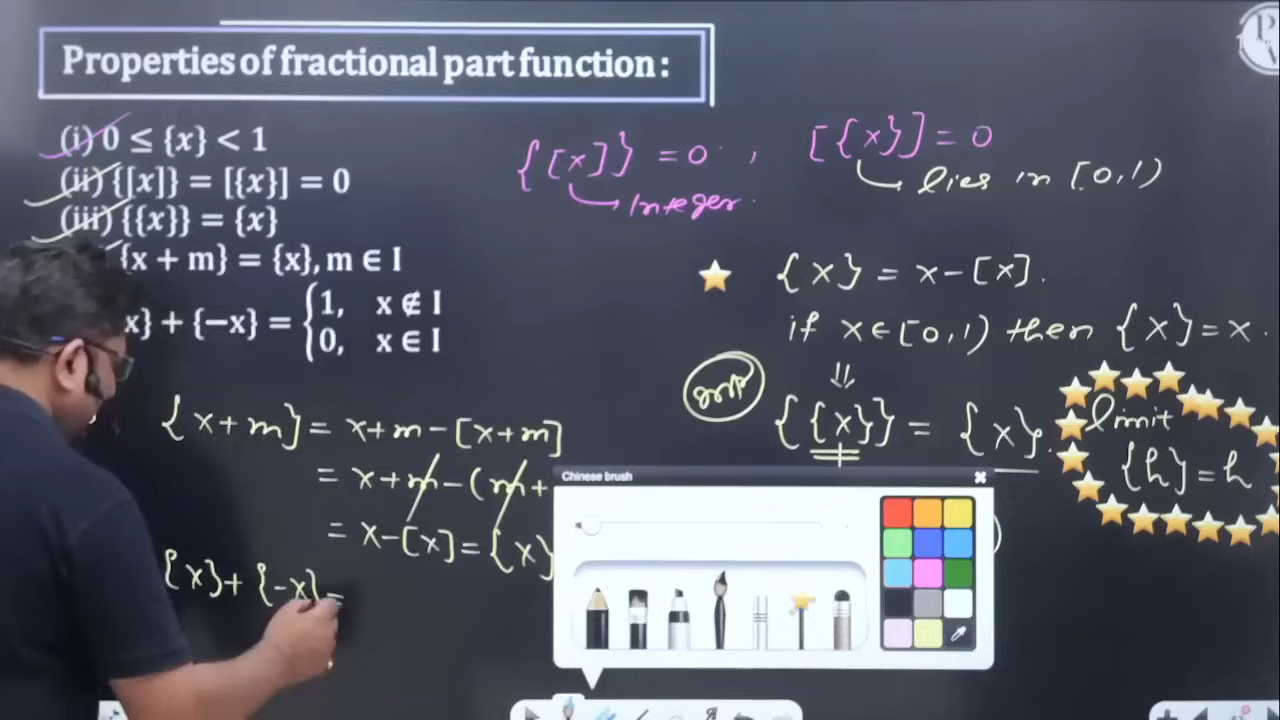 Properties of fractional part function :
(i) 0 ≤ {x} < 1
(ii) {[x]} = [{x}] = 0
(iii) {{x}} = {x}
{x + m} = {x}, m ∈ I
x} + {−x} = {1, x ∉ I
0, x ∈ I
{[x]} = 0 , [{x}] = 0
Integer.
lies in [0,1)
{x} = x-[x].
if x∈[0,1) then {x}=x.
⇓
{{x}} = {x}.
limit
{h}=h
{x+m} = x+m-[x+m]
= x+m-(m+
= x-[x] = {x}
{x}+{-x} =
Chinese brush